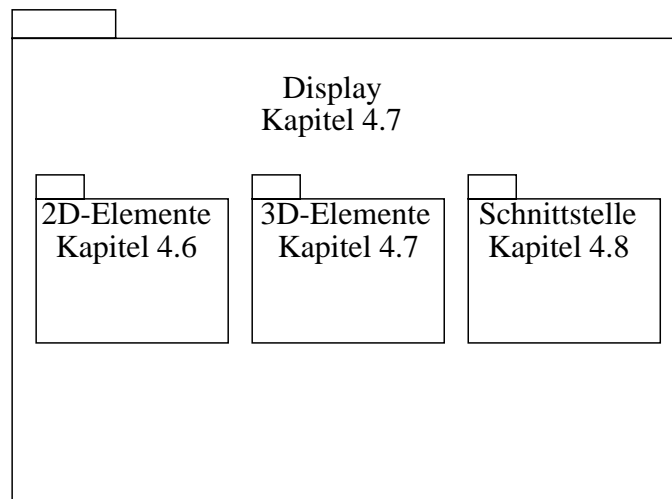 Display
Kapitel 4.7
2D-Elemente
Kapitel 4.6
3D-Elemente
Kapitel 4.7
Schnittstelle
Kapitel 4.8